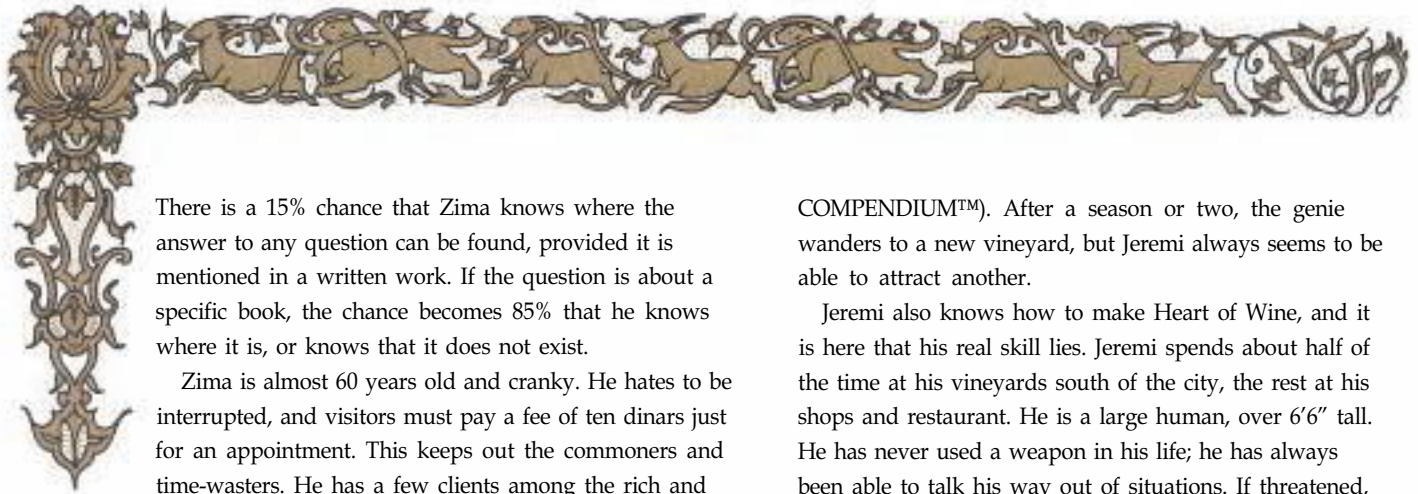 There is a 15% chance that Zima knows where the
answer to any question can be found, provided it is
mentioned in a written work. If the question is about a
specific book, the chance becomes 85% that he knows
where it is, or knows that it does not exist.
Zima is almost 60 years old and cranky. He hates to be
interrupted, and visitors must pay a fee of ten dinars just
for an appointment. This keeps out the commoners and
time-wasters. He has a few clients among the rich and
COMPENDIUM™). After a season or two, the genie
wanders to a new vineyard, but Jeremi always seems to be
able to attract another.
Jeremi also knows how to make Heart of Wine, and it
is here that his real skill lies. Jeremi spends about half of
the time at his vineyards south of the city, the rest at his
shops and restaurant. He is a large human, over 6′6″ tall.
He has never used a weapon in his life; he has always
been able to talk his way out of situations. If threatened,